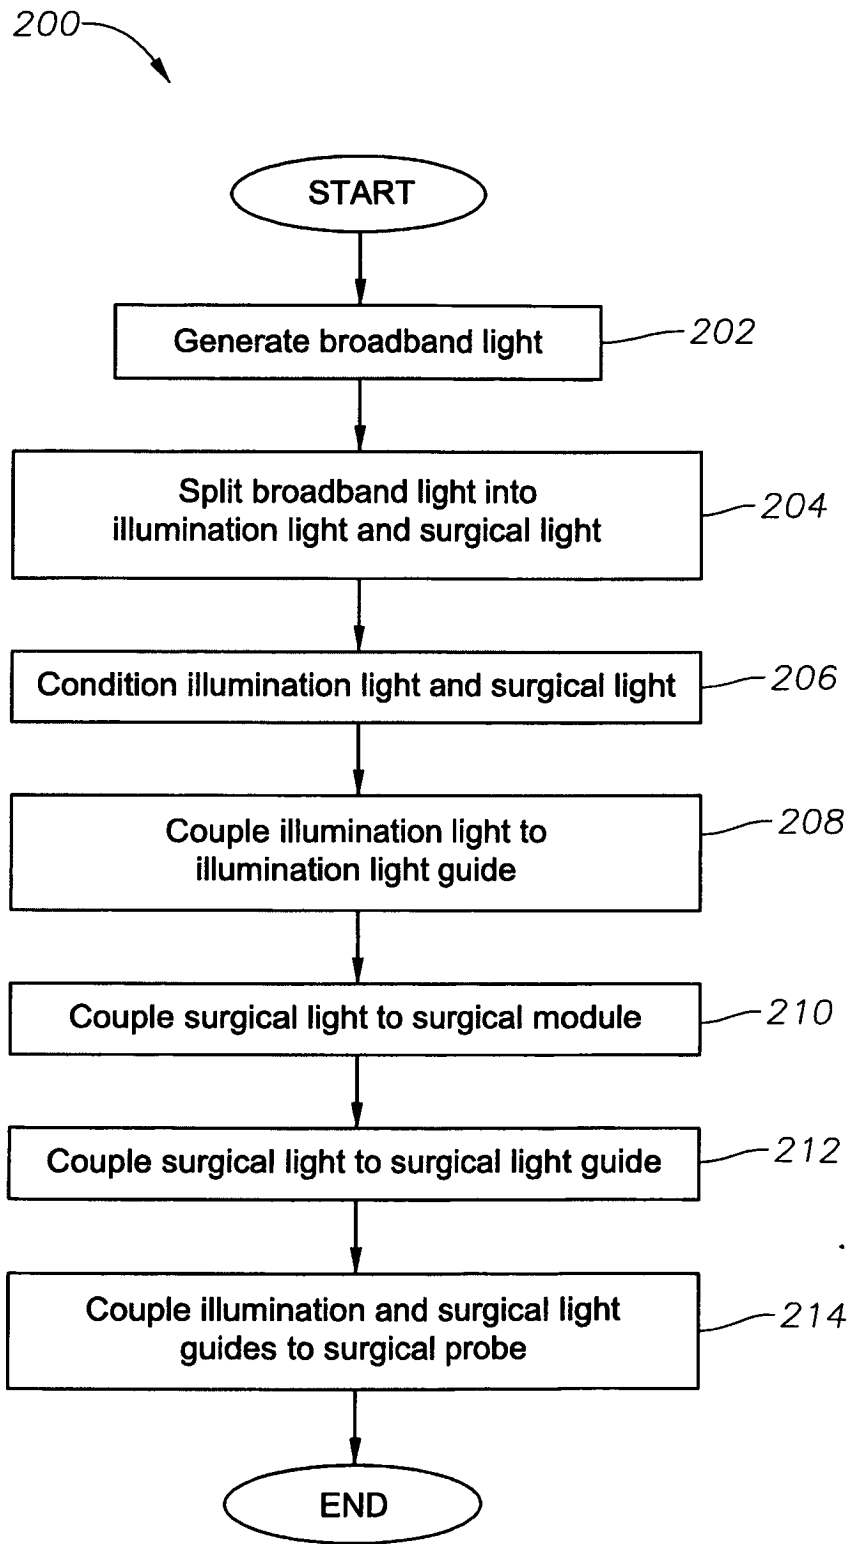 200
START
Generate broadband light
202
Split broadband light into
illumination light and surgical light
204
Condition illumination light and surgical light
206
Couple illumination light to
illumination light guide
208
Couple surgical light to surgical module
210
Couple surgical light to surgical light guide
212
Couple illumination and surgical light
guides to surgical probe
214
END